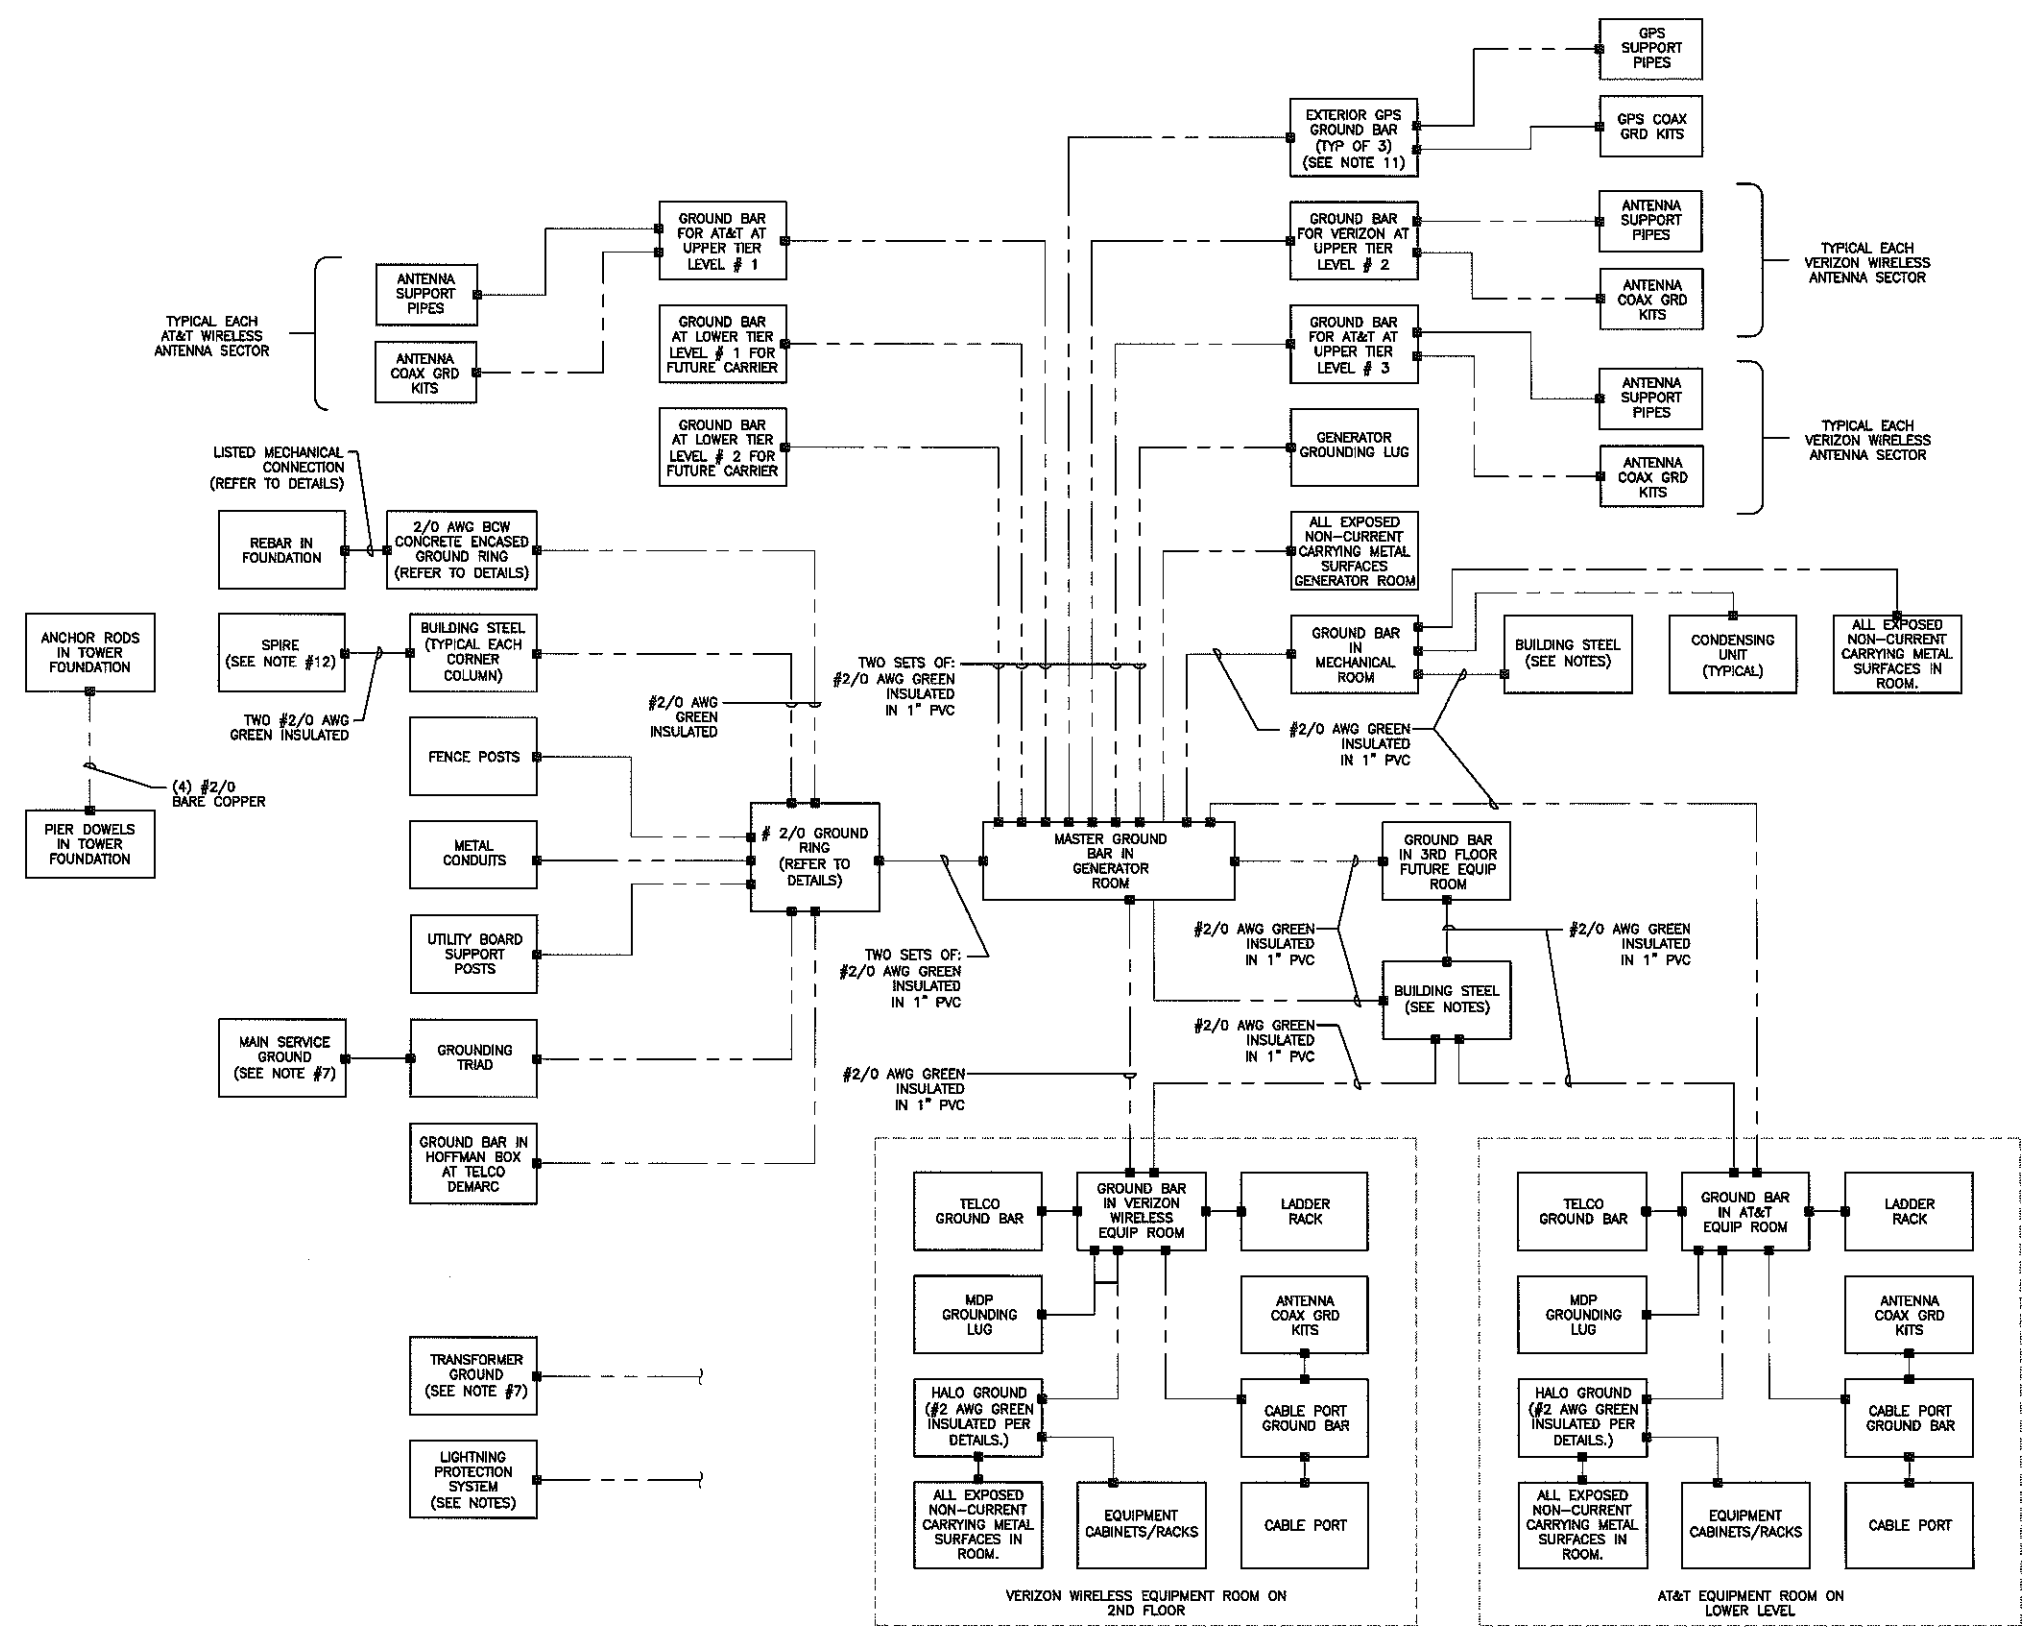 GPS
SUPPORT
PIPES
EXTERIOR GPS
GROUND BAR
(TYP OF 3)
(SEE NOTE 11)
GPS COAX
GRD KITS
GROUND BAR
FOR AT&T AT
UPPER TIER
LEVEL # 1
GROUND BAR
FOR VERIZON AT
UPPER TIER
LEVEL # 2
ANTENNA
SUPPORT
PIPES
TYPICAL EACH
VERIZON WIRELESS
ANTENNA SECTOR
ANTENNA
COAX GRD
KITS
ANTENNA
SUPPORT
PIPES
TYPICAL EACH
AT&T WIRELESS
ANTENNA SECTOR
ANTENNA
COAX GRD
KITS
GROUND BAR
AT LOWER TIER
LEVEL # 1 FOR
FUTURE CARRIER
GROUND BAR
FOR AT&T AT
UPPER TIER
LEVEL # 3
ANTENNA
SUPPORT
PIPES
TYPICAL EACH
VERIZON WIRELESS
ANTENNA SECTOR
ANTENNA
COAX GRD
KITS
GROUND BAR
AT LOWER TIER
LEVEL # 2 FOR
FUTURE CARRIER
GENERATOR
GROUNDING LUG
LISTED MECHANICAL
CONNECTION
(REFER TO DETAILS)
REBAR IN
FOUNDATION
2/0 AWG BCW
CONCRETE ENCASED
GROUND RING
(REFER TO DETAILS)
ALL EXPOSED
NON-CURRENT
CARRYING METAL
SURFACES
GENERATOR ROOM
ANCHOR RODS
IN TOWER
FOUNDATION
SPIRE
(SEE NOTE #12)
BUILDING STEEL
(TYPICAL EACH
CORNER
COLUMN)
TWO SETS OF:
#2/0 AWG GREEN
INSULATED
IN 1" PVC
GROUND BAR
IN
MECHANICAL
ROOM
BUILDING STEEL
(SEE NOTES)
CONDENSING
UNIT
(TYPICAL)
ALL EXPOSED
NON-CURRENT
CARRYING METAL
SURFACES IN
ROOM.
TWO #2/0 AWG
GREEN INSULATED
#2/0 AWG
GREEN
INSULATED
#2/0 AWG GREEN
INSULATED
IN 1" PVC
FENCE POSTS
(4) #2/0
BARE COPPER
PIER DOWELS
IN TOWER
FOUNDATION
METAL
CONDUITS
# 2/0 GROUND
RING
(REFER TO
DETAILS)
MASTER GROUND
BAR IN
GENERATOR
ROOM
GROUND BAR
IN 3RD FLOOR
FUTURE EQUIP
ROOM
UTILITY BOARD
SUPPORT
POSTS
TWO SETS OF:
#2/0 AWG GREEN
INSULATED
IN 1" PVC
#2/0 AWG GREEN
INSULATED
IN 1" PVC
#2/0 AWG GREEN
INSULATED
IN 1" PVC
BUILDING STEEL
(SEE NOTES)
#2/0 AWG GREEN
INSULATED
IN 1" PVC
MAIN SERVICE
GROUND
(SEE NOTE #7)
GROUNDING
TRIAD
#2/0 AWG GREEN
INSULATED
IN 1" PVC
GROUND BAR IN
HOFFMAN BOX
AT TELCO
DEMARC
TELCO
GROUND BAR
GROUND BAR
IN VERIZON
WIRELESS
EQUIP ROOM
LADDER
RACK
TELCO
GROUND BAR
GROUND BAR
IN AT&T
EQUIP ROOM
LADDER
RACK
MDP
GROUNDING
LUG
ANTENNA
COAX GRD
KITS
MDP
GROUNDING
LUG
ANTENNA
COAX GRD
KITS
TRANSFORMER
GROUND
(SEE NOTE #7)
HALO GROUND
(#2 AWG GREEN
INSULATED PER
DETAILS.)
CABLE PORT
GROUND BAR
HALO GROUND
(#2 AWG GREEN
INSULATED PER
DETAILS.)
CABLE PORT
GROUND BAR
LIGHTNING
PROTECTION
SYSTEM
(SEE NOTES)
ALL EXPOSED
NON-CURRENT
CARRYING METAL
SURFACES IN
ROOM.
EQUIPMENT
CABINETS/RACKS
CABLE PORT
ALL EXPOSED
NON-CURRENT
CARRYING METAL
SURFACES IN
ROOM.
EQUIPMENT
CABINETS/RACKS
CABLE PORT
VERIZON WIRELESS EQUIPMENT ROOM ON
2ND FLOOR
AT&T EQUIPMENT ROOM ON
LOWER LEVEL